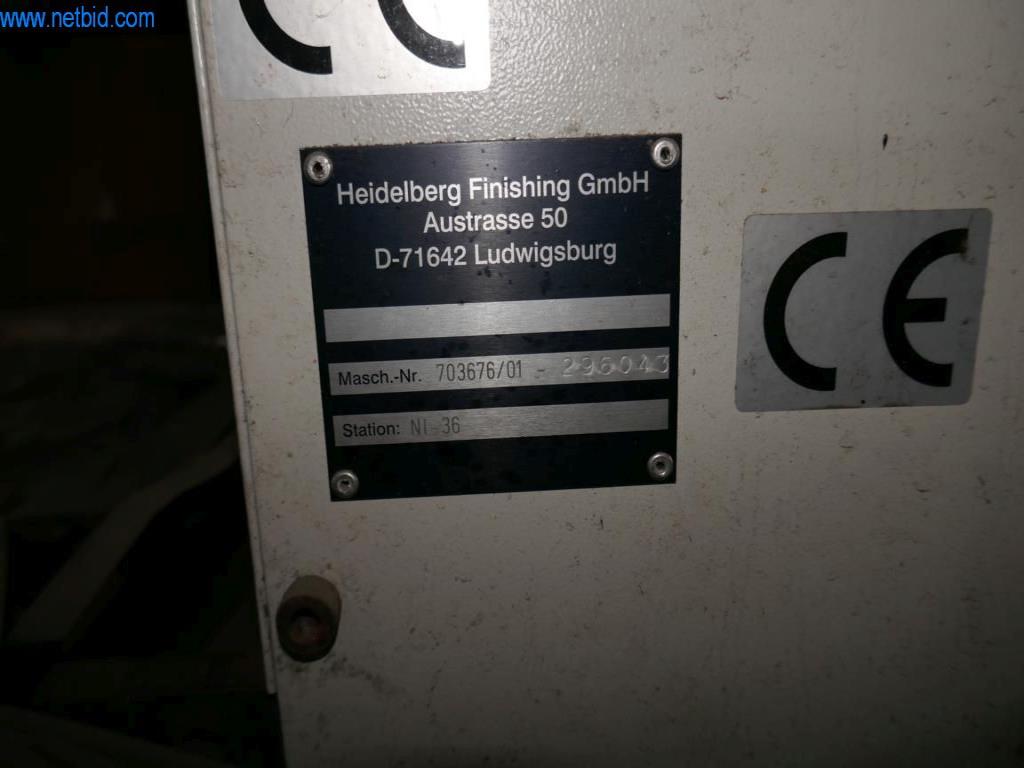 www.netbid.com
CE
Heidelberg Finishing GmbH
Austrasse 50
D-71642 Ludwigsburg
CE
Masch.-Nr. 703676/01 - 296043
Station: NI-36